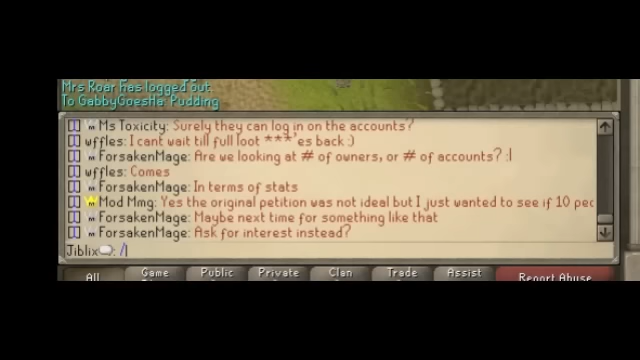 Mrs Roar has logged out.
To GabbyGoesHa: Pudding
Ms Toxicity: Surely they can log in on the accounts?
wffles: I cant wait till full loot ***'es back :)
ForsakenMage: Are we looking at # of owners, or # of accounts? :l
wffles: Comes
ForsakenMage: In terms of stats
Mod Mmg: Yes the original petition was not ideal but I just wanted to see if 10 peo
ForsakenMage: Maybe next time for something like that
ForsakenMage: Ask for interest instead?
Jiblix: /
All Game Public Private Clan Trade Assist Report Abuse